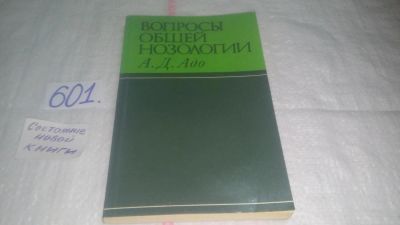 ВОПРОСЫ
ОБЩЕЙ
НОЗОЛОГИИ
А. Д. Адо
601.
Состояние
новой
книги